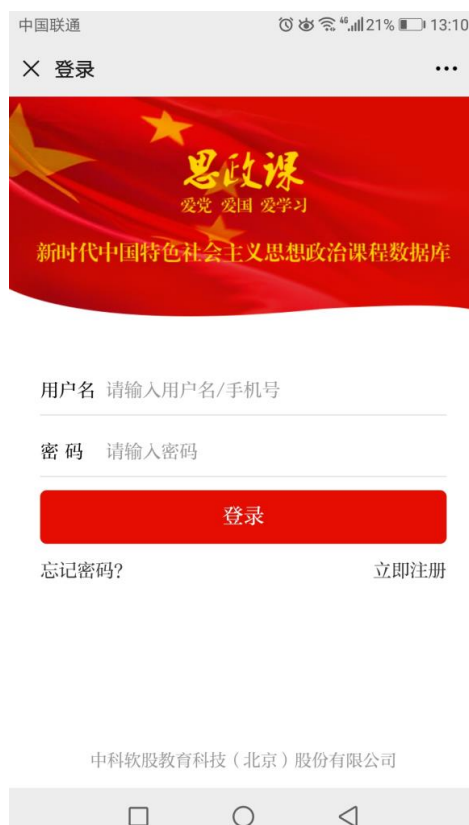 中国联通 46 21% 13:10
登录
思政课
爱党 爱国 爱学习
新时代中国特色社会主义思想政治课程数据库
用户名 请输入用户名/手机号
密码 请输入密码
登录
忘记密码? 立即注册
中科软股教育科技(北京)股份有限公司